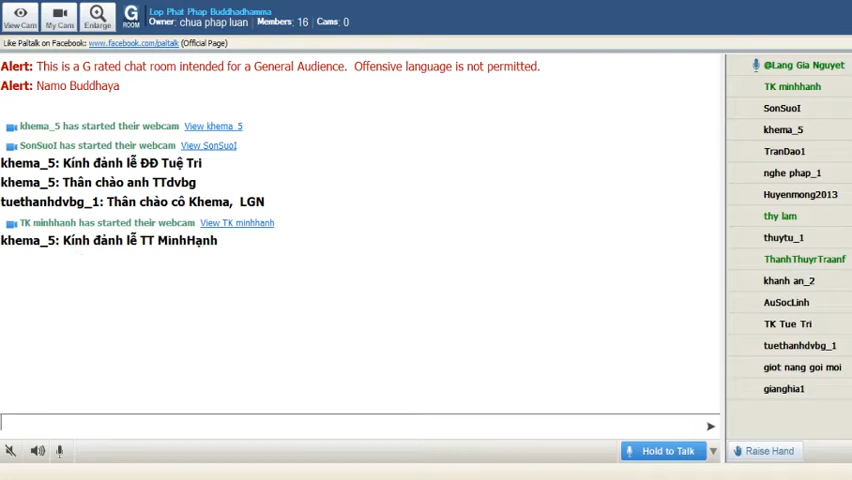 View Cam
My Cam
Enlarge
G
ROOM
Lop Phat Phap Buddhadhamma
Owner: chua phap luan Members: 16 Cams: 0
Like Paltalk on Facebook: www.facebook.com/paltalk (Official Page)
Alert: This is a G rated chat room intended for a General Audience. Offensive language is not permitted.
Alert: Namo Buddhaya
khema_5 has started their webcam View khema_5
SonSuoI has started their webcam View SonSuoI
khema_5: Kính đảnh lễ ĐĐ Tuệ Tri
khema_5: Thân chào anh TTdvbg
tuethanhdvbg_1: Thân chào cô Khema, LGN
TK minhhanh has started their webcam View TK minhhanh
khema_5: Kính đảnh lễ TT MinhHạnh
@Lang Gia Nguyet
TK minhhanh
SonSuoI
khema_5
TranDao1
nghe phap_1
Huyenmong2013
thy lam
thuytu_1
ThanhThuyrTraanf
khanh an_2
AuSocLinh
TK Tue Tri
tuethanhdvbg_1
giot nang goi moi
gianghia1
Hold to Talk
Raise Hand